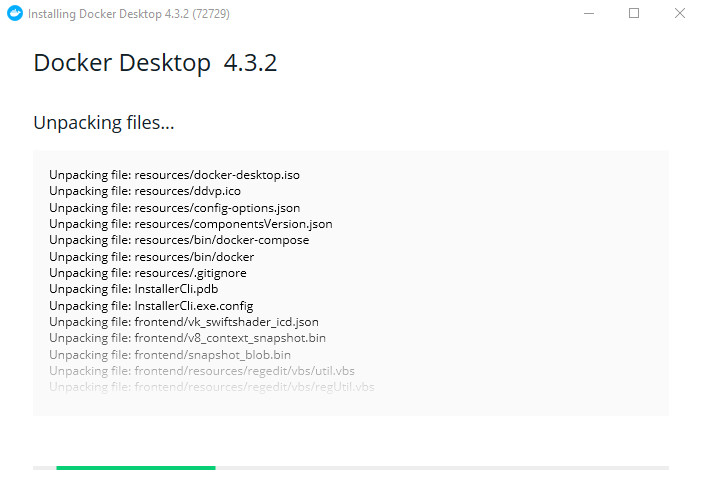 Installing Docker Desktop 4.3.2 (72729)
Docker Desktop 4.3.2
Unpacking files...
Unpacking file: resources/docker-desktop.iso
Unpacking file: resources/ddvp.ico
Unpacking file: resources/config-options.json
Unpacking file: resources/componentsVersion.json
Unpacking file: resources/bin/docker-compose
Unpacking file: resources/bin/docker
Unpacking file: resources/.gitignore
Unpacking file: InstallerCli.pdb
Unpacking file: InstallerCli.exe.config
Unpacking file: frontend/vk_swiftshader_icd.json
Unpacking file: frontend/v8_context_snapshot.bin
Unpacking file: frontend/snapshot_blob.bin
Unpacking file: frontend/resources/regedit/vbs/util.vbs
Unpacking file: frontend/resources/regedit/vbs/regUtil.vbs